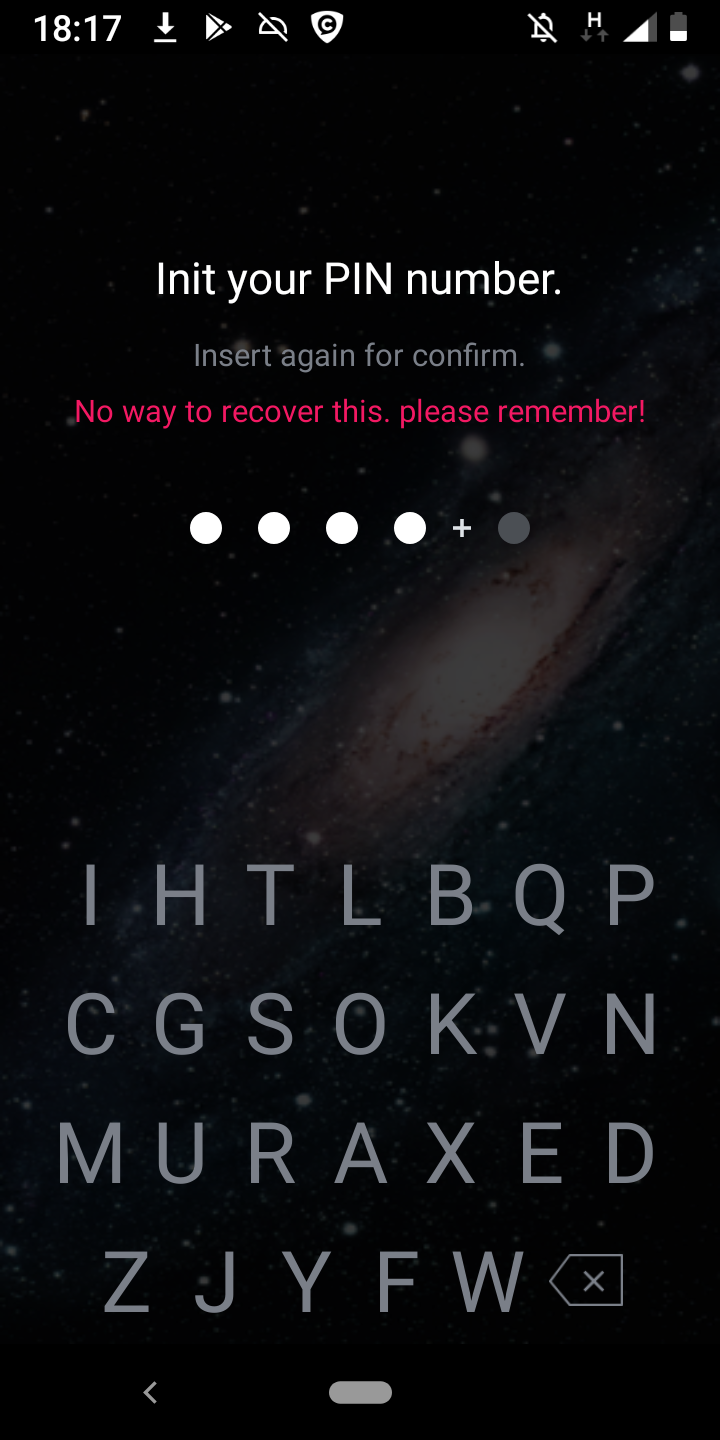 18:17
H
Init your PIN number.
Insert again for confirm.
No way to recover this. please remember!
+
I H T L B Q P
C G S O K V N
M U R A X E D
Z J Y F W